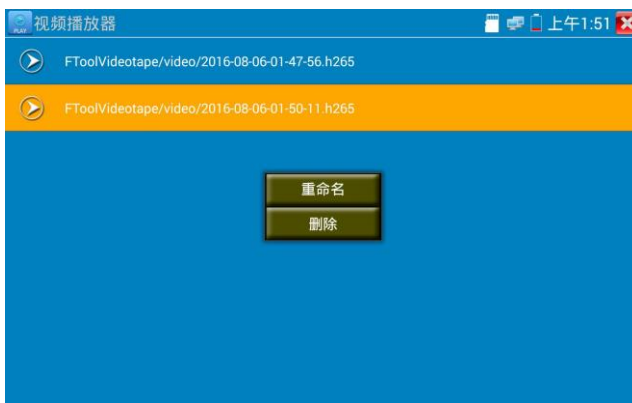 PLAY 视频播放器 上午1:51
FToolVideotape/video/2016-08-06-01-47-56.h265
FToolVideotape/video/2016-08-06-01-50-11.h265
重命名
删除